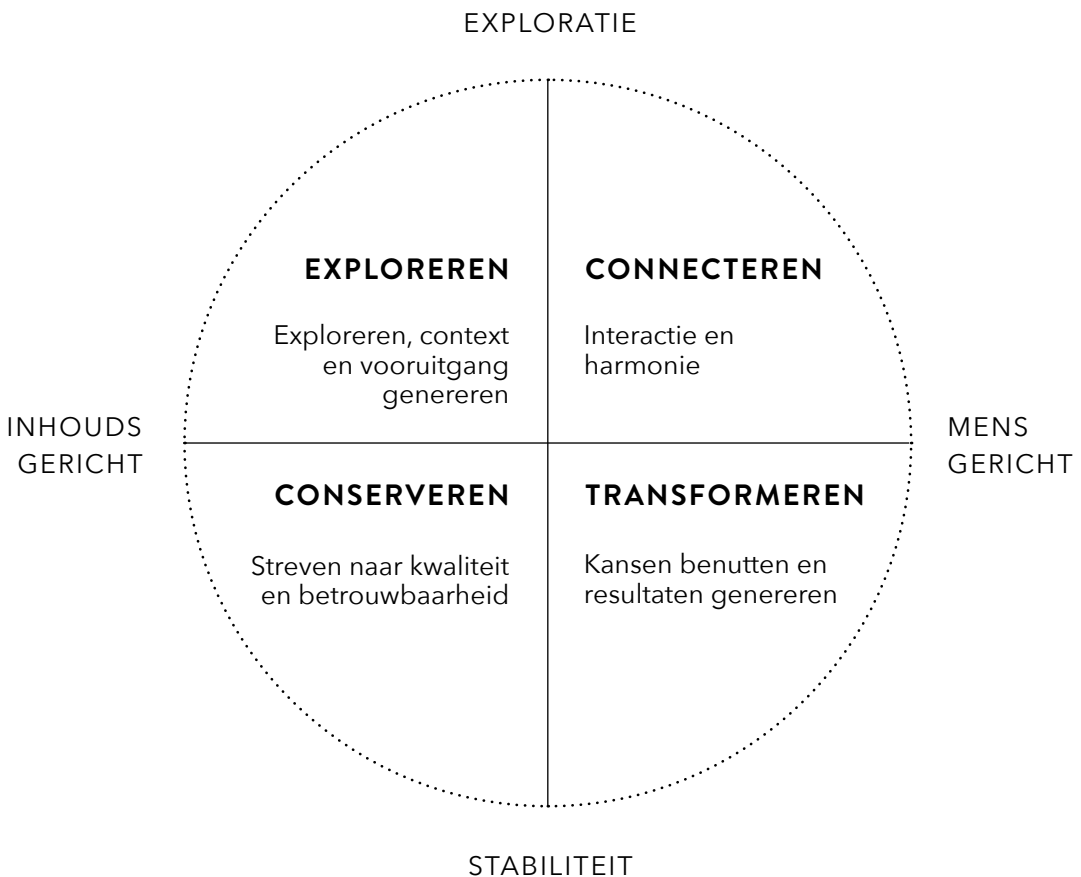 EXPLORATIE
EXPLOREREN
Exploreren, context
en vooruitgang
genereren
CONNECTEREN
Interactie en
harmonie
INHOUDS
GERICHT
MENS
GERICHT
CONSERVEREN
Streven naar kwaliteit
en betrouwbaarheid
TRANSFORMEREN
Kansen benutten en
resultaten genereren
STABILITEIT